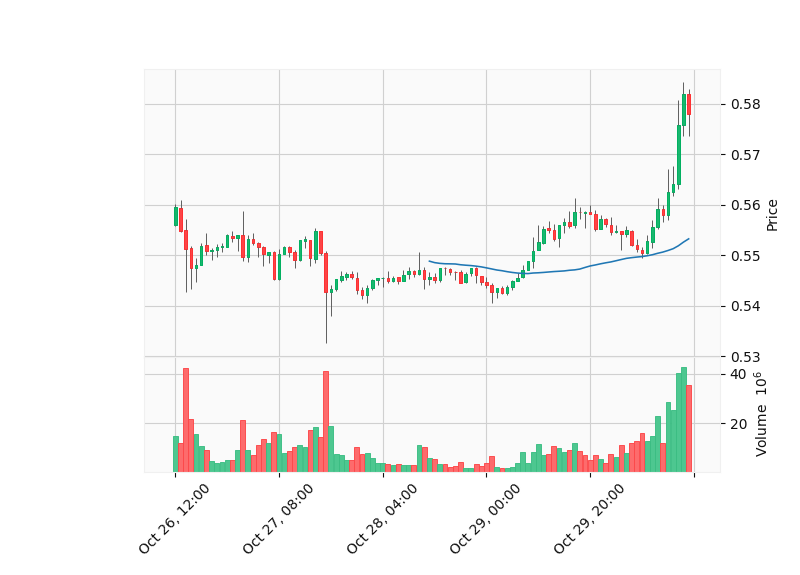 0.58
0.57
0.56
0.55
0.54
0.53
Price
40
20
Volume 10^6
Oct 26, 12:00
Oct 27, 08:00
Oct 28, 04:00
Oct 29, 00:00
Oct 29, 20:00